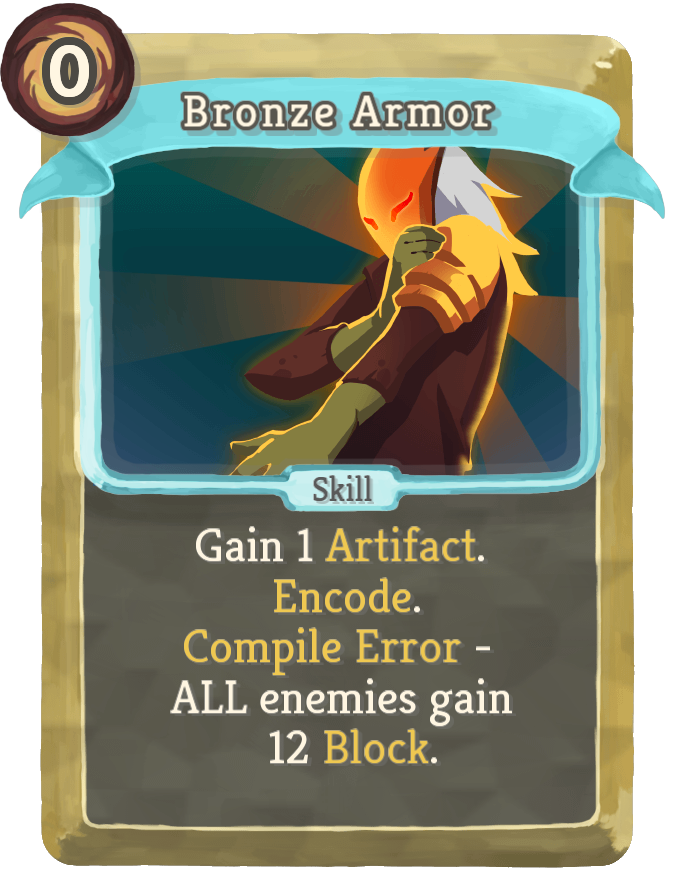 0
Bronze Armor
Skill
Gain 1 Artifact.
Encode.
Compile Error -
ALL enemies gain
12 Block.